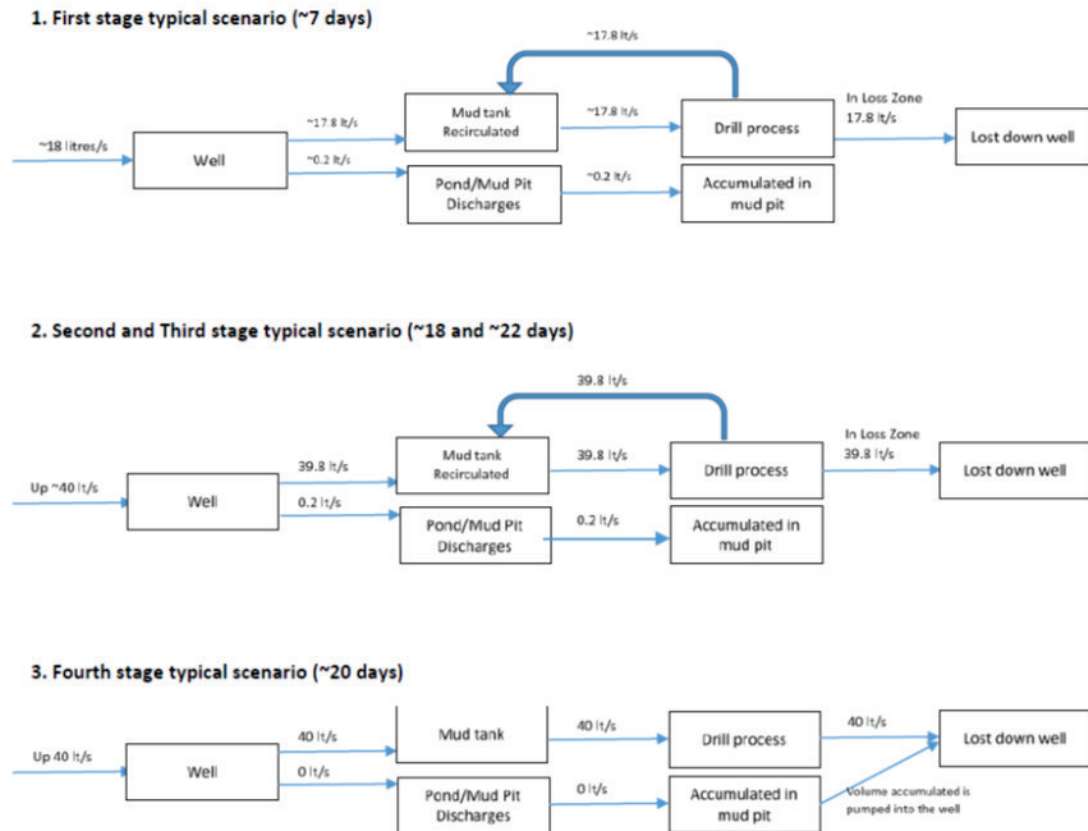 1. First stage typical scenario (~7 days)
~17.8 lt/s
~18 litres/s
Well
~17.8 lt/s
~0.2 lt/s
Mud tank
Recirculated
Pond/Mud Pit
Discharges
~17.8 lt/s
~0.2 lt/s
Drill process
Accumulated in
mud pit
In Loss Zone
17.8 lt/s
Lost down well
2. Second and Third stage typical scenario (~18 and ~22 days)
39.8 lt/s
Up ~40 lt/s
Well
39.8 lt/s
0.2 lt/s
Mud tank
Recirculated
Pond/Mud Pit
Discharges
39.8 lt/s
0.2 lt/s
Drill process
Accumulated in
mud pit
In Loss Zone
39.8 lt/s
Lost down well
3. Fourth stage typical scenario (~20 days)
Up 40 lt/s
Well
40 lt/s
0 lt/s
Mud tank
Pond/Mud Pit
Discharges
40 lt/s
0 lt/s
Drill process
Accumulated in
mud pit
40 lt/s
Lost down well
Volume accumulated is
pumped into the well